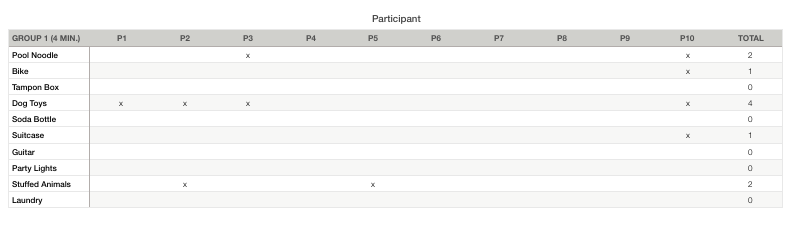 Participant
GROUP 1 (4 MIN.) P1 P2 P3 P4 P5 P6 P7 P8 P9 P10 TOTAL
Pool Noodle x x 2
Bike x 1
Tampon Box 0
Dog Toys x x x x 4
Soda Bottle 0
Suitcase x 1
Guitar 0
Party Lights 0
Stuffed Animals x x 2
Laundry 0